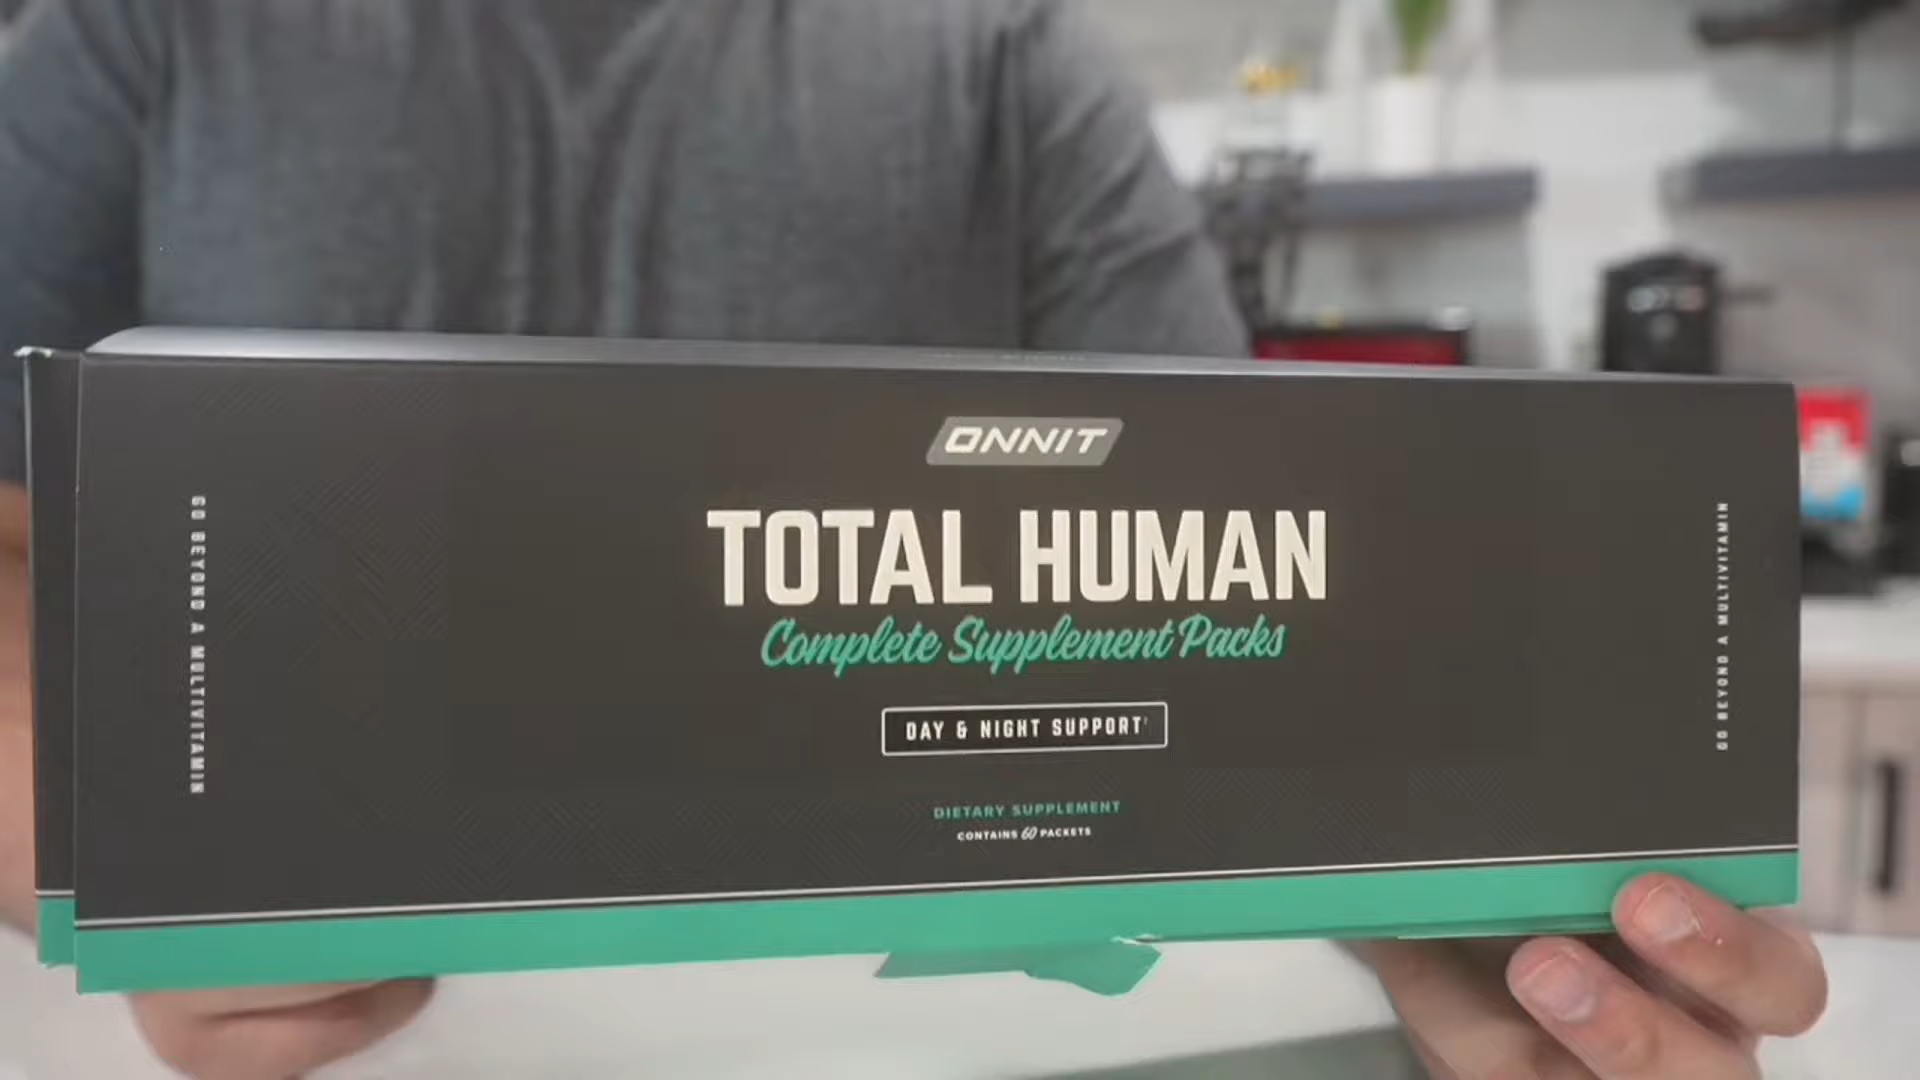 ONNIT
TOTAL HUMAN
Complete Supplement Packs
DAY & NIGHT SUPPORT†
DIETARY SUPPLEMENT
CONTAINS 60 PACKETS
GO BEYOND A MULTIVITAMIN
GO BEYOND A MULTIVITAMIN